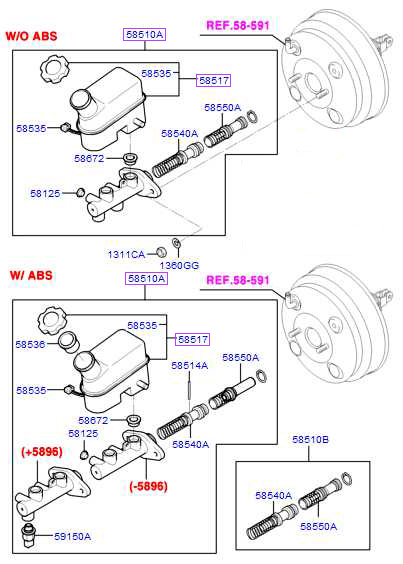 58510A
REF.58-591
W/O ABS
58535
58517
58550A
58535
58540A
58672
58125
1311CA
1360GG
W/ ABS
58510A
REF.58-591
58535
58536
58517
58514A
58550A
58535
58672
58125
58540A
58510B
(+5896)
(-5896)
58540A
58550A
59150A